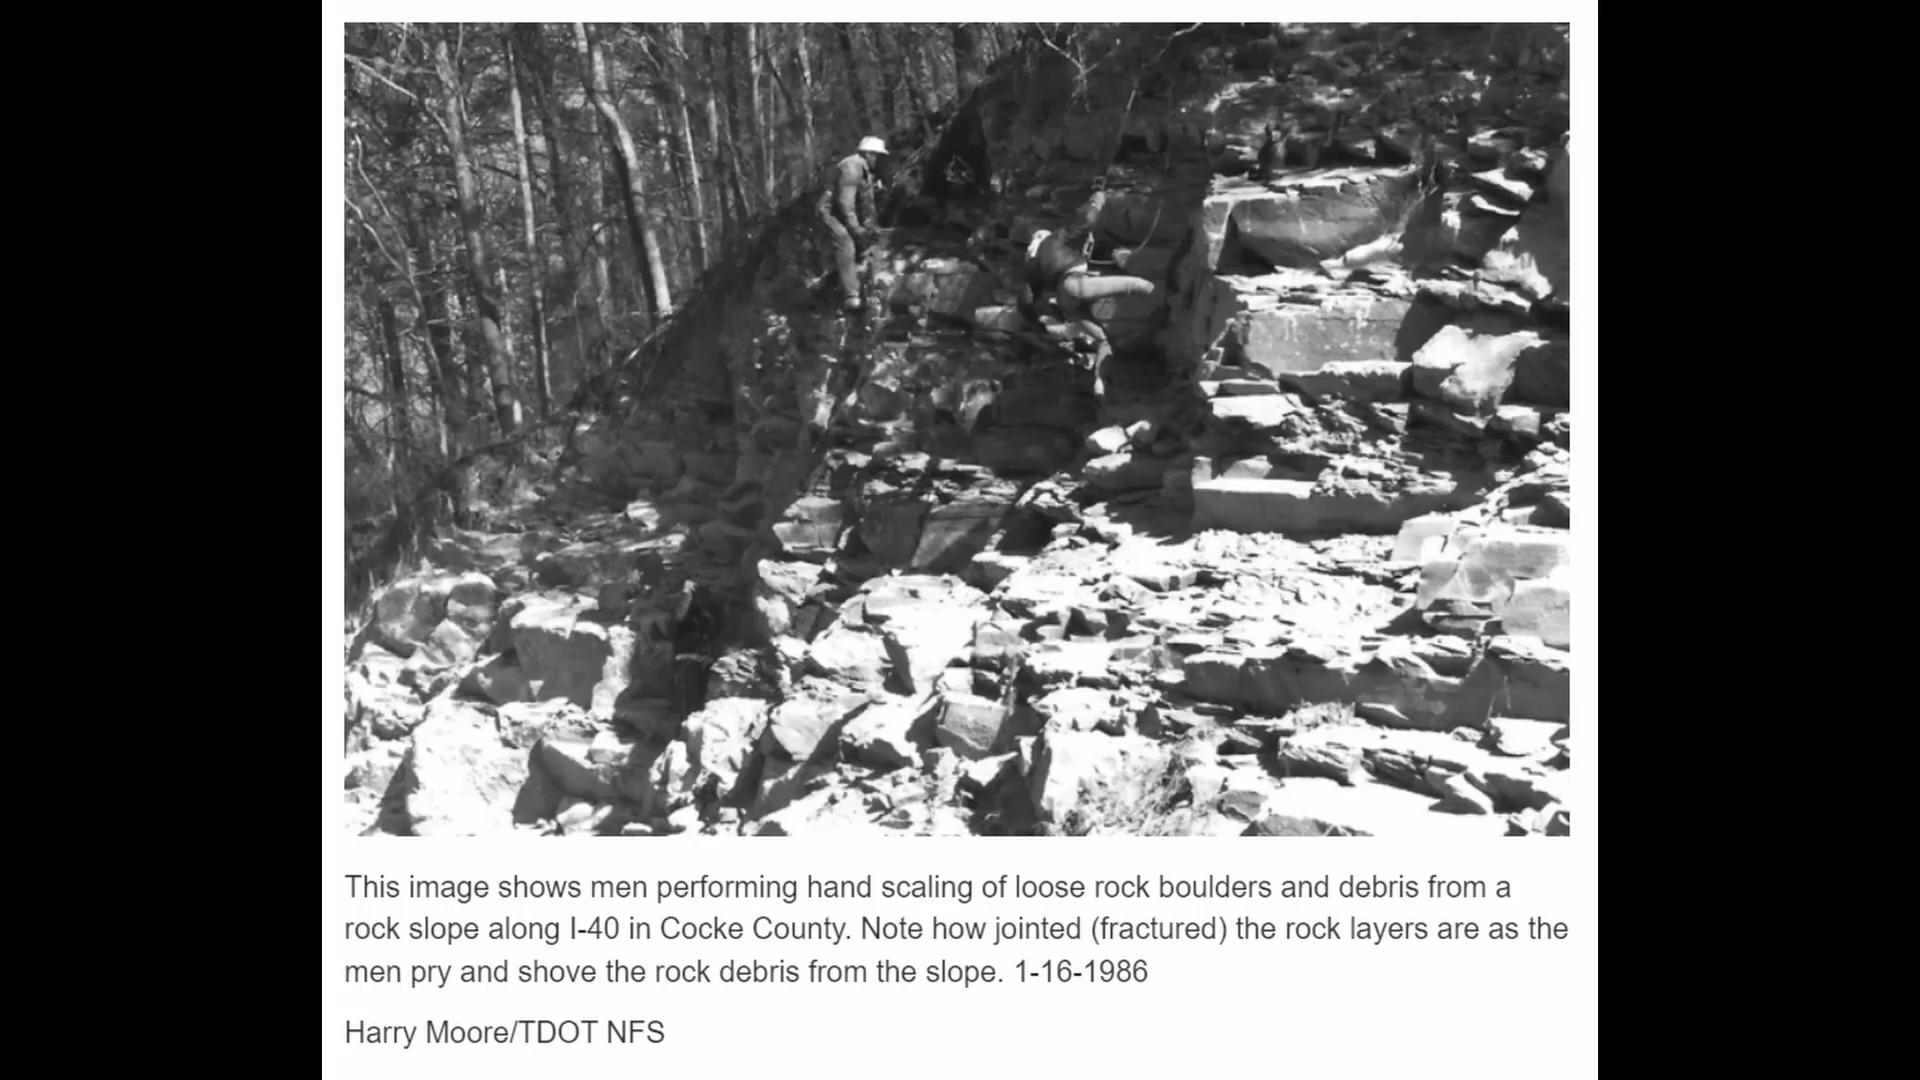 This image shows men performing hand scaling of loose rock boulders and debris from a
rock slope along I-40 in Cocke County. Note how jointed (fractured) the rock layers are as the
men pry and shove the rock debris from the slope. 1-16-1986
Harry Moore/TDOT NFS